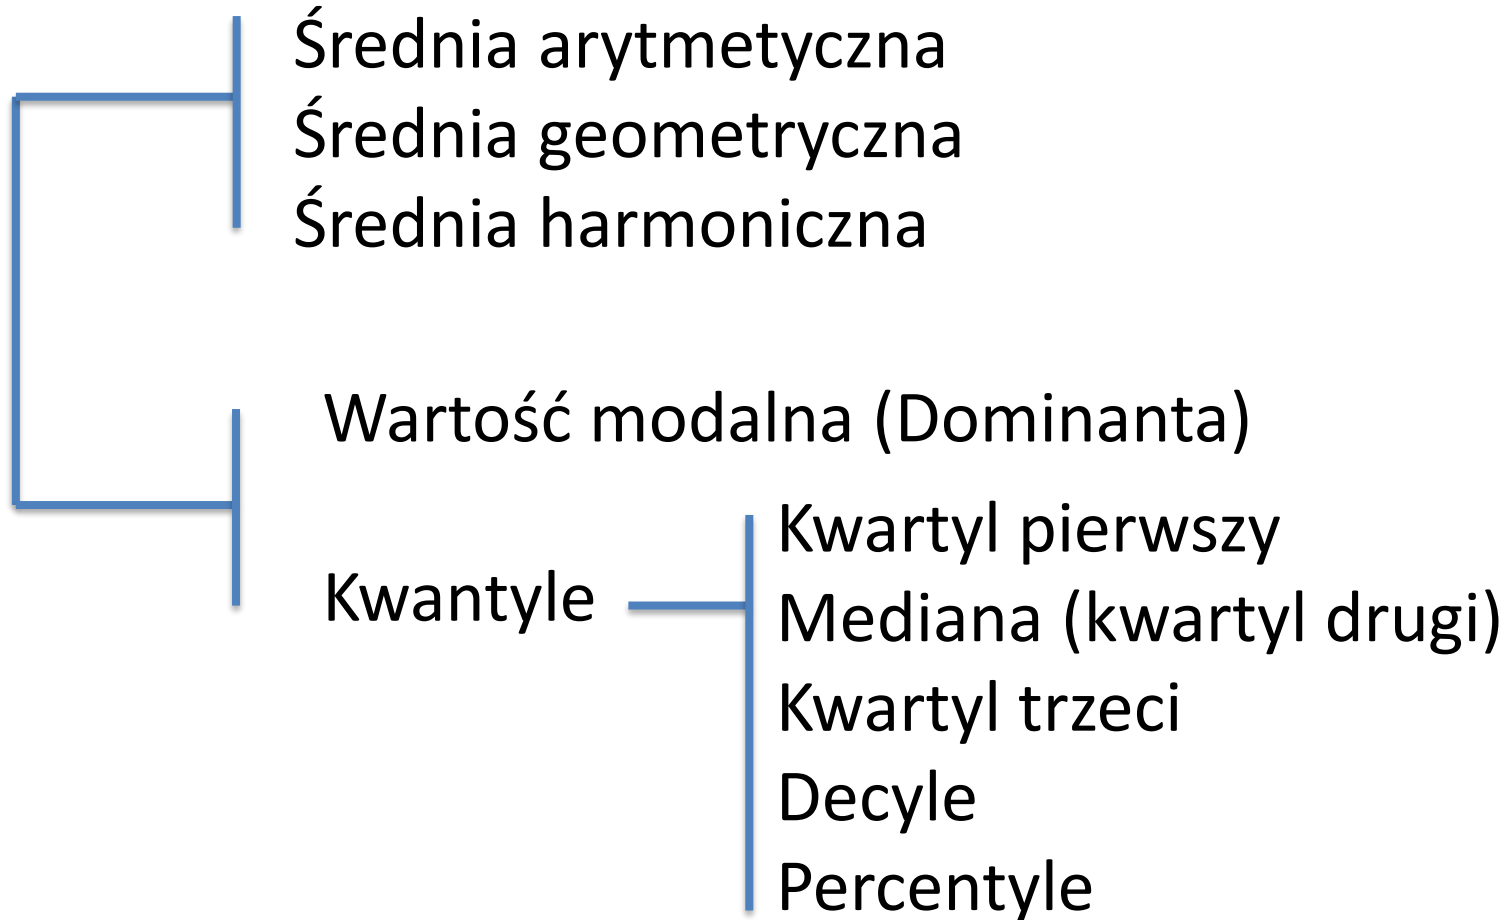 Średnia arytmetyczna
Średnia geometryczna
Średnia harmoniczna
Wartość modalna (Dominanta)
Kwantyle
Kwartyl pierwszy
Mediana (kwartyl drugi)
Kwartyl trzeci
Decyle
Percentyle